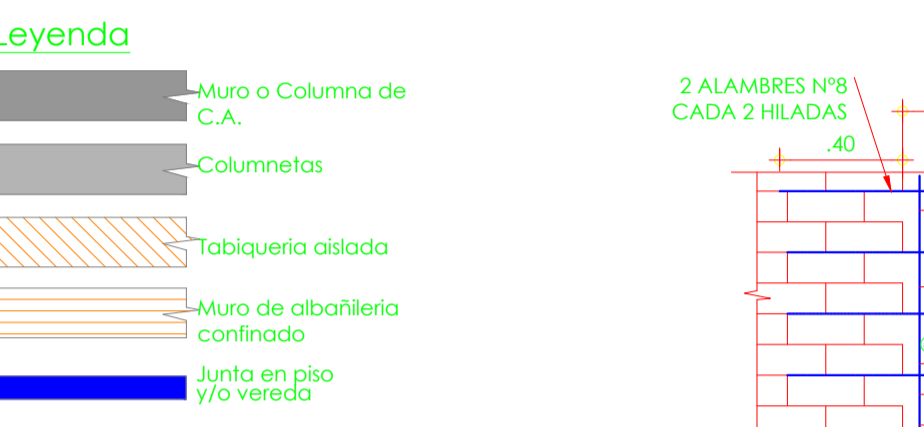 Leyenda
Muro o Columna de
C.A.
Columnetas
Tabiqueria aislada
Muro de albañileria
confinado
Junta en piso
y/o vereda
2 ALAMBRES Nº8
CADA 2 HILADAS
.40